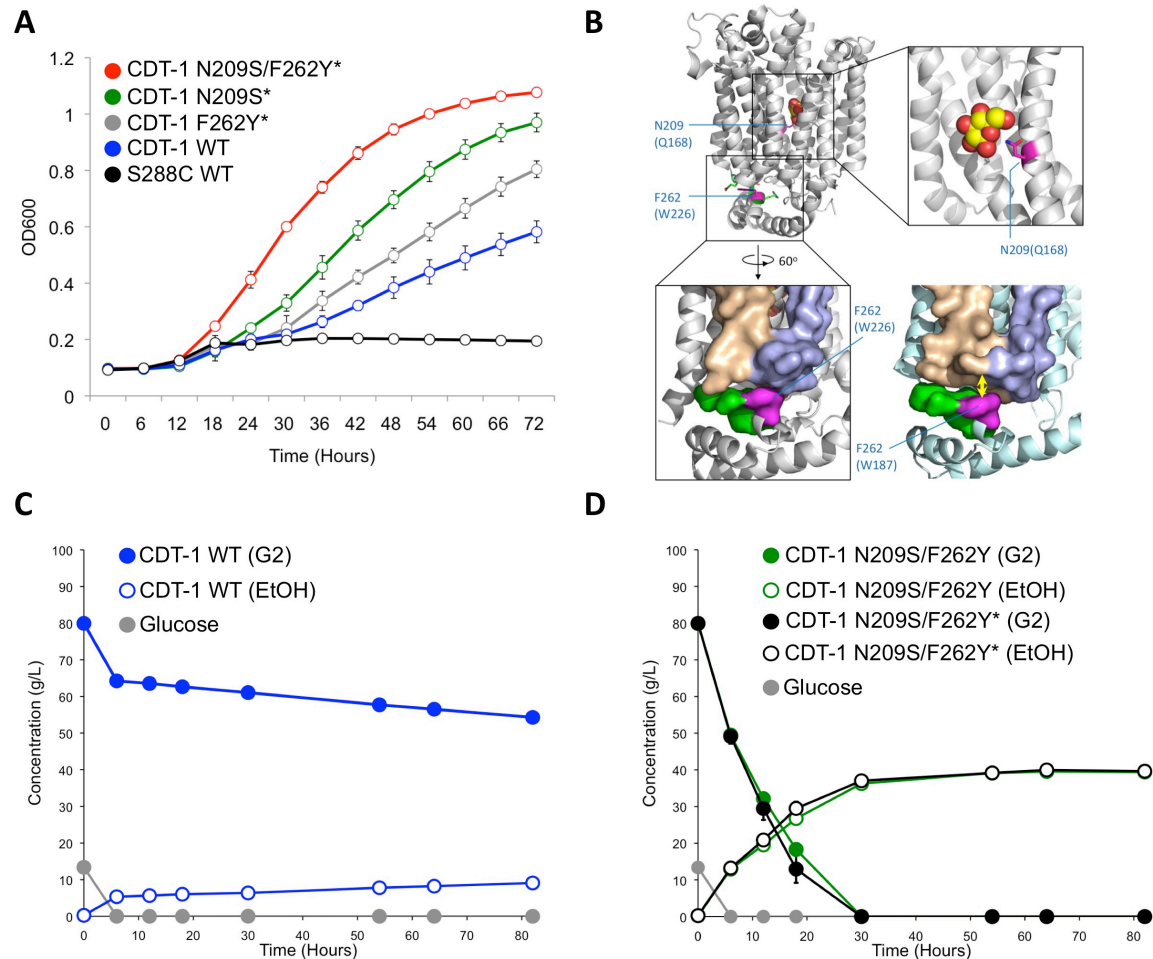 A
1.2
1
0.8
0.6
0.4
0.2
0
OD600
CDT-1 N209S/F262Y*
CDT-1 N209S*
CDT-1 F262Y*
CDT-1 WT
S288C WT
0 6 12 18 24 30 36 42 48 54 60 66 72
Time (Hours)
B
N209
(Q168)
F262
(W226)
N209(Q168)
60o
F262
(W226)
F262
(W187)
C
CDT-1 WT (G2)
CDT-1 WT (EtOH)
Glucose
100
90
80
70
60
50
40
30
20
10
0
Concentration (g/L)
0 10 20 30 40 50 60 70 80
Time (Hours)
D
CDT-1 N209S/F262Y (G2)
CDT-1 N209S/F262Y (EtOH)
CDT-1 N209S/F262Y* (G2)
CDT-1 N209S/F262Y* (EtOH)
Glucose
100
90
80
70
60
50
40
30
20
10
0
Concentration (g/L)
0 10 20 30 40 50 60 70 80
Time (Hours)